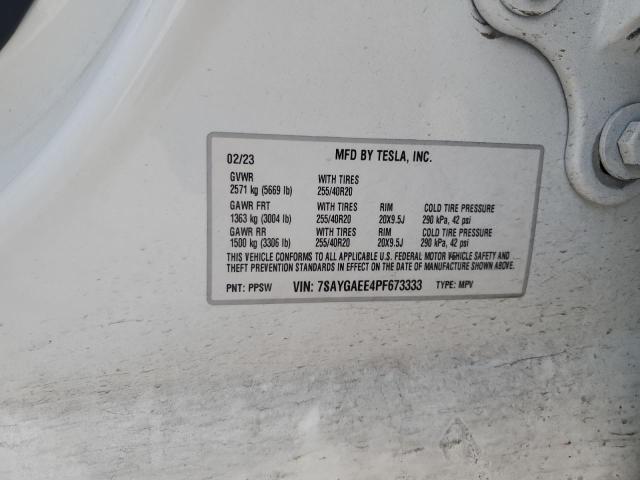 02/23 MFD BY TESLA, INC.
GVWR WITH TIRES
2571 kg (5669 lb) 255/40R20
GAWR FRT WITH TIRES RIM COLD TIRE PRESSURE
1363 kg (3004 lb) 255/40R20 20X9.5J 290 kPa, 42 psi
GAWR RR WITH TIRES RIM COLD TIRE PRESSURE
1500 kg (3306 lb) 255/40R20 20X9.5J 290 kPa, 42 psi
THIS VEHICLE CONFORMS TO ALL APPLICABLE U.S. FEDERAL MOTOR VEHICLE SAFETY AND
THEFT PREVENTION STANDARDS IN EFFECT ON THE DATE OF MANUFACTURE SHOWN ABOVE.
PNT: PPSW VIN: 7SAYGAEE4PF673333 TYPE: MPV